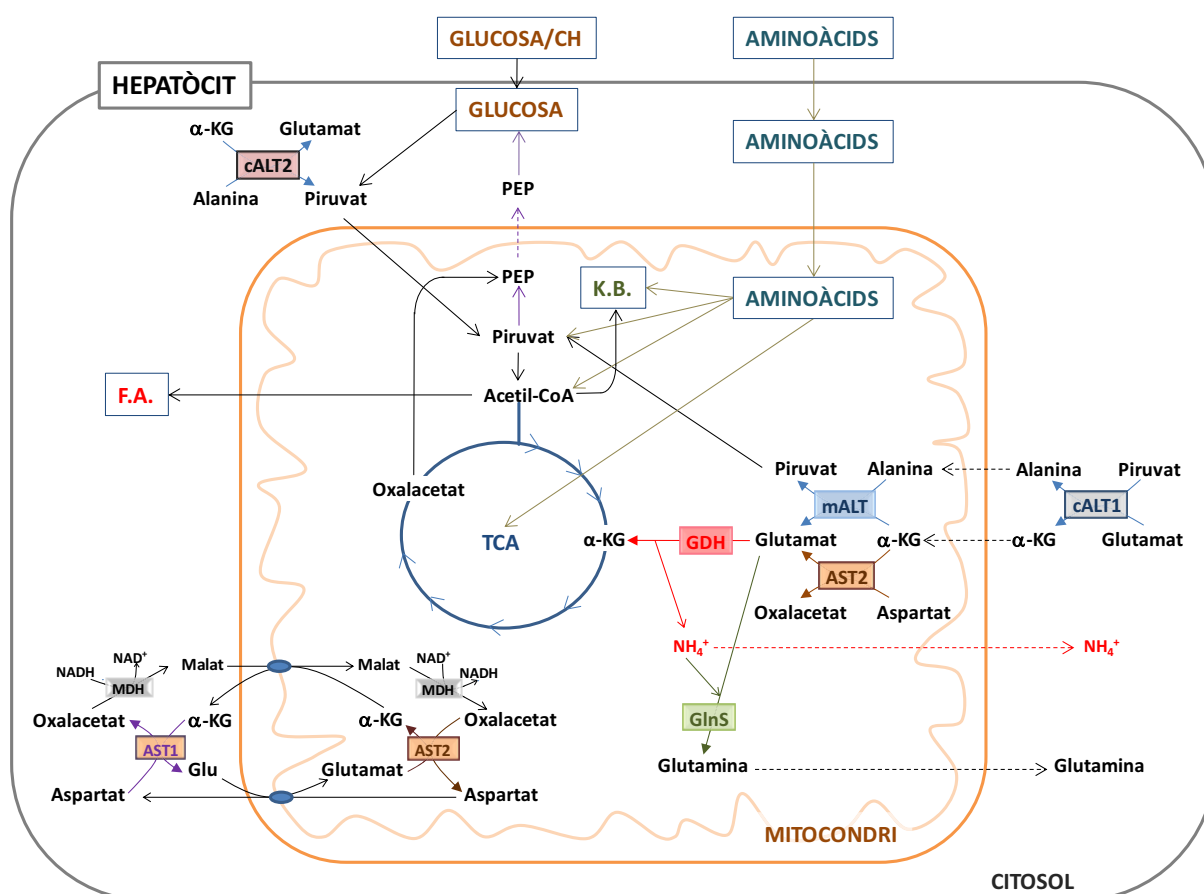 GLUCOSA/CH
AMINOÀCIDS
HEPATÒCIT
GLUCOSA
α-KG
Glutamat
cALT2
Alanina
Piruvat
AMINOÀCIDS
PEP
PEP
K.B.
AMINOÀCIDS
Piruvat
F.A.
Acetil-CoA
Oxalacetat
TCA
α-KG
GDH
Piruvat
Alanina
mALT
Glutamat
α-KG
AST2
Oxalacetat
Aspartat
Alanina
Piruvat
cALT1
α-KG
Glutamat
NH₄⁺
NH₄⁺
GlnS
Glutamina
Glutamina
NADH
NAD⁺
MDH
Malat
Malat
NAD⁺
NADH
MDH
Oxalacetat
α-KG
α-KG
Oxalacetat
AST1
AST2
Glu
Glutamat
Aspartat
Aspartat
MITOCONDRI
CITOSOL